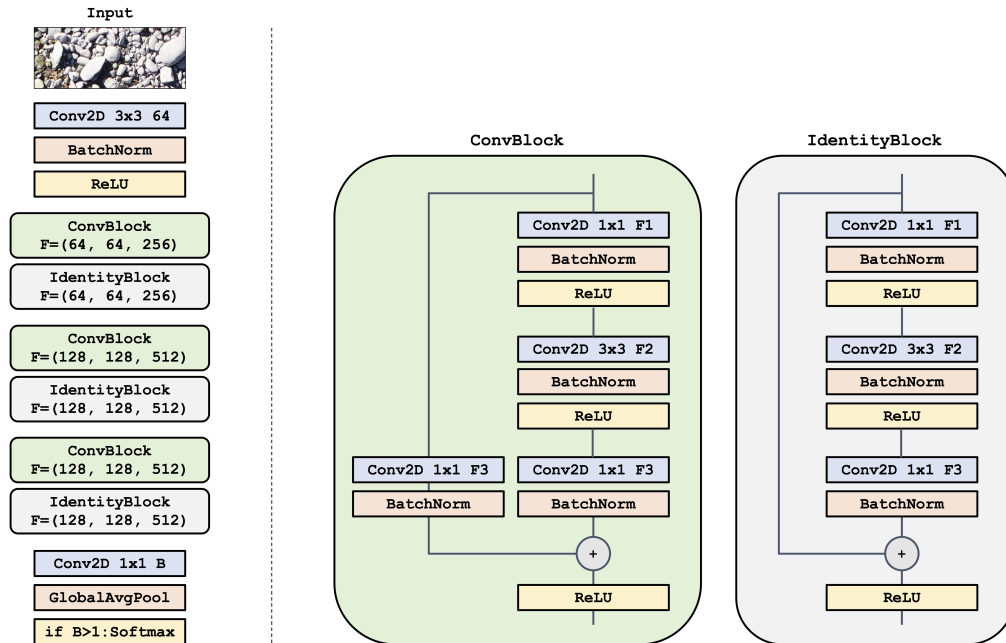 Input
Conv2D 3x3 64
BatchNorm
ReLU
ConvBlock
F=(64, 64, 256)
IdentityBlock
F=(64, 64, 256)
ConvBlock
F=(128, 128, 512)
IdentityBlock
F=(128, 128, 512)
ConvBlock
F=(128, 128, 512)
IdentityBlock
F=(128, 128, 512)
Conv2D 1x1 B
GlobalAvgPool
if B>1:Softmax
ConvBlock
Conv2D 1x1 F1
BatchNorm
ReLU
Conv2D 3x3 F2
BatchNorm
ReLU
Conv2D 1x1 F3
BatchNorm
Conv2D 1x1 F3
BatchNorm
+
ReLU
IdentityBlock
Conv2D 1x1 F1
BatchNorm
ReLU
Conv2D 3x3 F2
BatchNorm
ReLU
Conv2D 1x1 F3
BatchNorm
+
ReLU